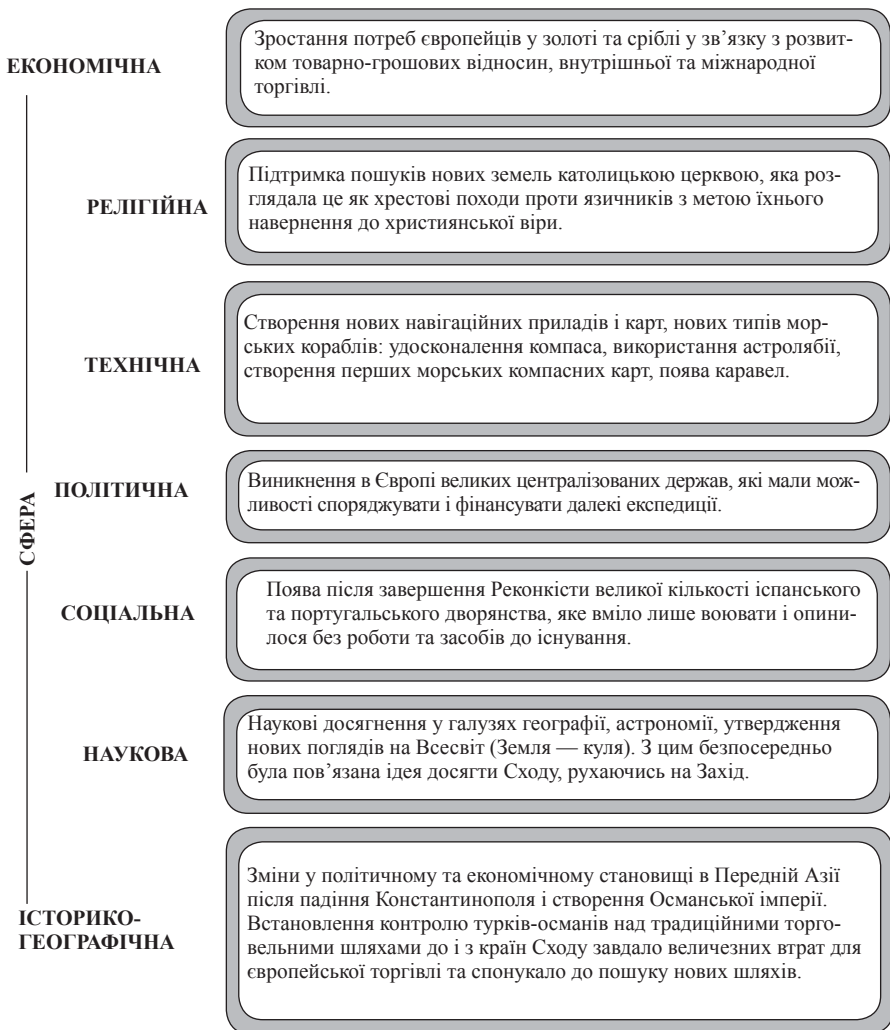 ЕКОНОМІЧНА
Зростання потреб європейців у золоті та сріблі у зв’язку з розвит-
ком товарно-грошових відносин, внутрішньої та міжнародної
торгівлі.
РЕЛІГІЙНА
Підтримка пошуків нових земель католицькою церквою, яка роз-
глядала це як хрестові походи проти язичників з метою їхнього
навернення до християнської віри.
ТЕХНІЧНА
Створення нових навігаційних приладів і карт, нових типів мор-
ських кораблів: удосконалення компаса, використання астролябії,
створення перших морських компасних карт, поява каравел.
СФЕРА
ПОЛІТИЧНА
Виникнення в Європі великих централізованих держав, які мали мож-
ливості споряджувати і фінансувати далекі експедиції.
СОЦІАЛЬНА
Поява після завершення Реконкісти великої кількості іспанського
та португальського дворянства, яке вміло лише воювати і опини-
лося без роботи та засобів до існування.
НАУКОВА
Наукові досягнення у галузях географії, астрономії, утвердження
нових поглядів на Всесвіт (Земля — куля). З цим безпосередньо
була пов’язана ідея досягти Сходу, рухаючись на Захід.
ІСТОРИКО-
ГЕОГРАФІЧНА
Зміни у політичному та економічному становищі в Передній Азії
після падіння Константинополя і створення Османської імперії.
Встановлення контролю турків-османів над традиційними торго-
вельними шляхами до і з країн Сходу завдало величезних втрат для
європейської торгівлі та спонукало до пошуку нових шляхів.